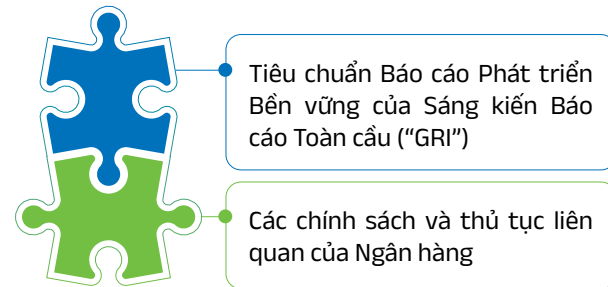 Tiêu chuẩn Báo cáo Phát triển
Bền vững của Sáng kiến Báo
cáo Toàn cầu (“GRI”)
Các chính sách và thủ tục liên
quan của Ngân hàng